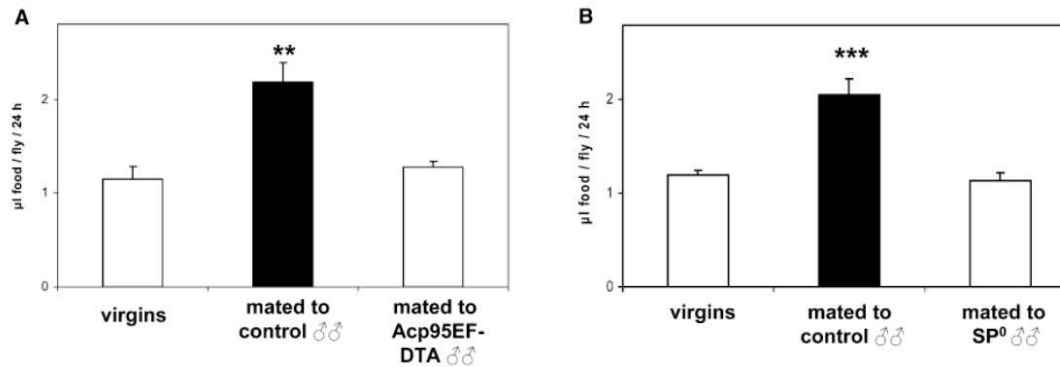 A
µl food / fly / 24 h
2
1
0
**
virgins
mated to
control ♂♂
mated to
Acp95EF-
DTA ♂♂
B
µl food / fly / 24 h
2
1
0
***
virgins
mated to
control ♂♂
mated to
SP⁰ ♂♂